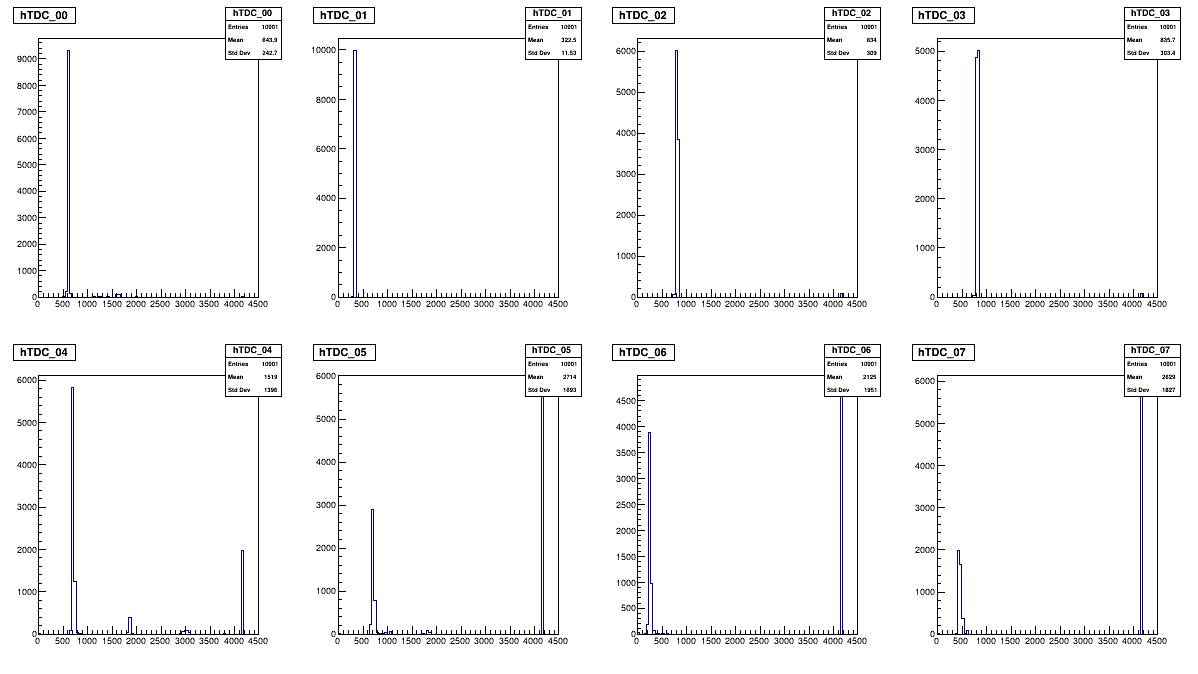 hTDC_00
hTDC_00
Entries 10001
Mean 643.9
Std Dev 242.7
9000
8000
7000
6000
5000
4000
3000
2000
1000
0
0 500 1000 1500 2000 2500 3000 3500 4000 4500
hTDC_01
hTDC_01
Entries 10001
Mean 322.5
Std Dev 11.53
10000
8000
6000
4000
2000
0
0 500 1000 1500 2000 2500 3000 3500 4000 4500
hTDC_02
hTDC_02
Entries 10001
Mean 834
Std Dev 309
6000
5000
4000
3000
2000
1000
0
0 500 1000 1500 2000 2500 3000 3500 4000 4500
hTDC_03
hTDC_03
Entries 10001
Mean 835.7
Std Dev 303.4
5000
4000
3000
2000
1000
0
0 500 1000 1500 2000 2500 3000 3500 4000 4500
hTDC_04
hTDC_04
Entries 10001
Mean 1519
Std Dev 1396
6000
5000
4000
3000
2000
1000
0
0 500 1000 1500 2000 2500 3000 3500 4000 4500
hTDC_05
hTDC_05
Entries 10001
Mean 2714
Std Dev 1693
6000
5000
4000
3000
2000
1000
0
0 500 1000 1500 2000 2500 3000 3500 4000 4500
hTDC_06
hTDC_06
Entries 10001
Mean 2125
Std Dev 1951
4500
4000
3500
3000
2500
2000
1500
1000
500
0
0 500 1000 1500 2000 2500 3000 3500 4000 4500
hTDC_07
hTDC_07
Entries 10001
Mean 2629
Std Dev 1827
6000
5000
4000
3000
2000
1000
0
0 500 1000 1500 2000 2500 3000 3500 4000 4500